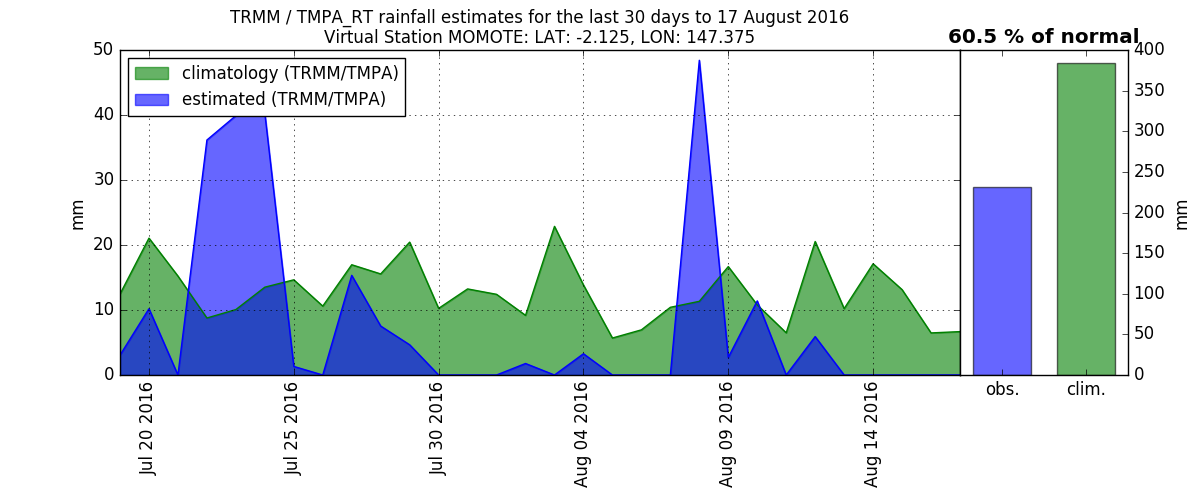 TRMM / TMPA_RT rainfall estimates for the last 30 days to 17 August 2016
Virtual Station MOMOTE: LAT: -2.125, LON: 147.375
60.5 % of normal
climatology (TRMM/TMPA)
estimated (TRMM/TMPA)
50
40
30
20
10
0
mm
Jul 20 2016
Jul 25 2016
Jul 30 2016
Aug 04 2016
Aug 09 2016
Aug 14 2016
obs.
clim.
400
350
300
250
200
150
100
50
0
mm